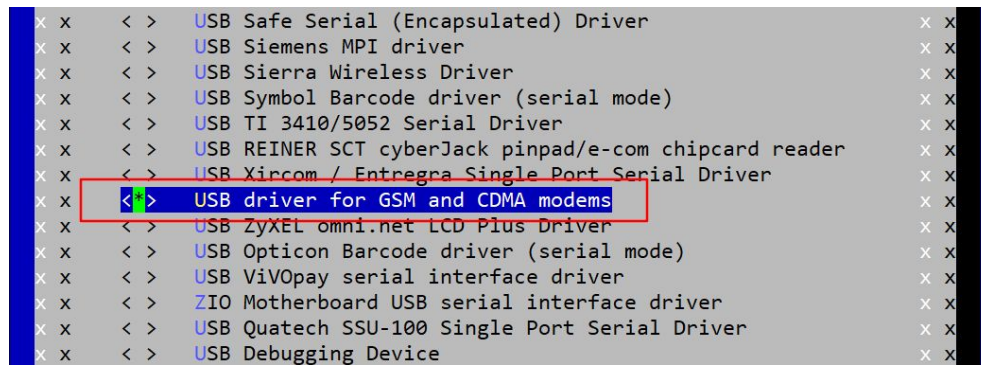 x x < > USB Safe Serial (Encapsulated) Driver x x
x x < > USB Siemens MPI driver x x
x x < > USB Sierra Wireless Driver x x
x x < > USB Symbol Barcode driver (serial mode) x x
x x < > USB TI 3410/5052 Serial Driver x x
x x < > USB REINER SCT cyberJack pinpad/e-com chipcard reader x x
x x < > USB Xircom / Entregra Single Port Serial Driver x x
x x <*> USB driver for GSM and CDMA modems x x
x x < > USB ZyXEL omni.net LCD Plus Driver x x
x x < > USB Opticon Barcode driver (serial mode) x x
x x < > USB ViVOpay serial interface driver x x
x x < > ZIO Motherboard USB serial interface driver x x
x x < > USB Quatech SSU-100 Single Port Serial Driver x x
x x < > USB Debugging Device x x